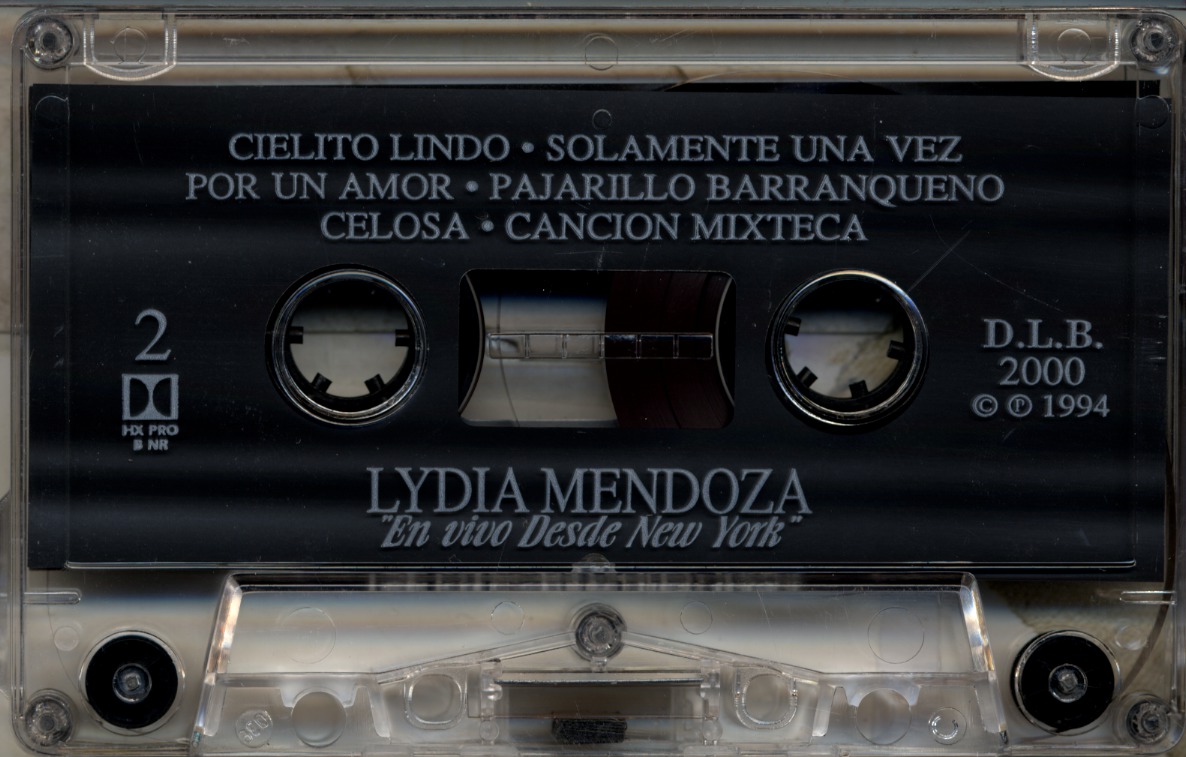 CIELITO LINDO • SOLAMENTE UNA VEZ
POR UN AMOR • PAJARILLO BARRANQUENO
CELOSA • CANCION MIXTECA
2
HX PRO
B NR
D.L.B.
2000
© ℗ 1994
LYDIA MENDOZA
"En vivo Desde New York"